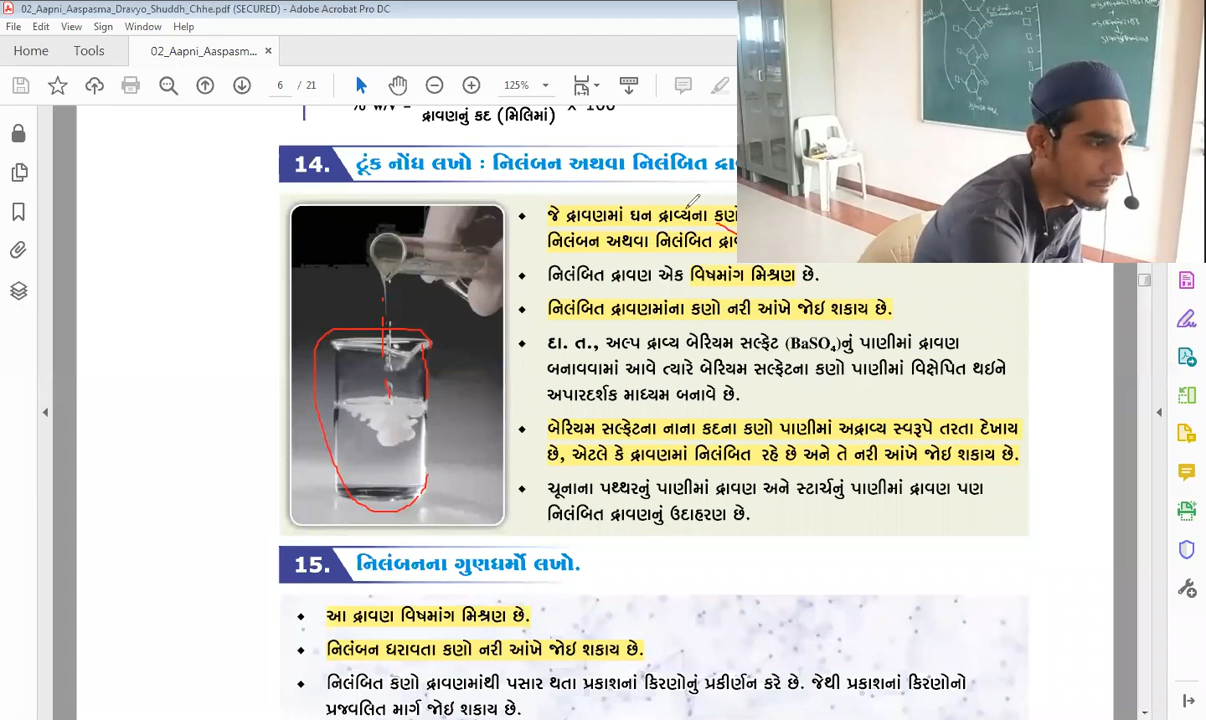 02_Aapni_Aaspasma_Dravyo_Shuddh_Chhe.pdf (SECURED) - Adobe Acrobat Pro DC
File Edit View Sign Window Help
Home Tools 02_Aapni_Aaspasm... ×
6 / 21 125%
% W/V = × 100
દ્રાવણનું કદ (મિલિમાં)
14. ટૂંક નોંધ લખો : નિલંબન અથવા નિલંબિત
જે દ્રાવણમાં ઘન દ્રાવ્યના કણો
નિલંબન અથવા નિલંબિત
નિલંબિત દ્રાવણ એક વિષમાંગ મિશ્રણ છે.
નિલંબિત દ્રાવણમાંના કણો નરી આંખે જોઈ શકાય છે.
દા. ત., અલ્પ દ્રાવ્ય બેરિયમ સલ્ફેટ (BaSO₄)નું પાણીમાં દ્રાવણ
બનાવવામાં આવે ત્યારે બેરિયમ સલ્ફેટના કણો પાણીમાં વિક્ષેપિત થઈને
અપારદર્શક માધ્યમ બનાવે છે.
બેરિયમ સલ્ફેટના નાના કદના કણો પાણીમાં અદ્રાવ્ય સ્વરૂપે તરતા દેખાય
છે, એટલે કે દ્રાવણમાં નિલંબિત રહે છે અને તે નરી આંખે જોઈ શકાય છે.
ચૂનાના પથ્થરનું પાણીમાં દ્રાવણ અને સ્ટાર્ચનું પાણીમાં દ્રાવણ પણ
નિલંબિત દ્રાવણનું ઉદાહરણ છે.
15. નિલંબનના ગુણધર્મો લખો.
આ દ્રાવણ વિષમાંગ મિશ્રણ છે.
નિલંબન ધરાવતા કણો નરી આંખે જોઈ શકાય છે.
નિલંબિત કણો દ્રાવણમાંથી પસાર થતા પ્રકાશનાં કિરણોનું પ્રકીર્ણન કરે છે. જેથી પ્રકાશનાં કિરણોનો
પ્રજ્વલિત માર્ગ જોઈ શકાય છે.